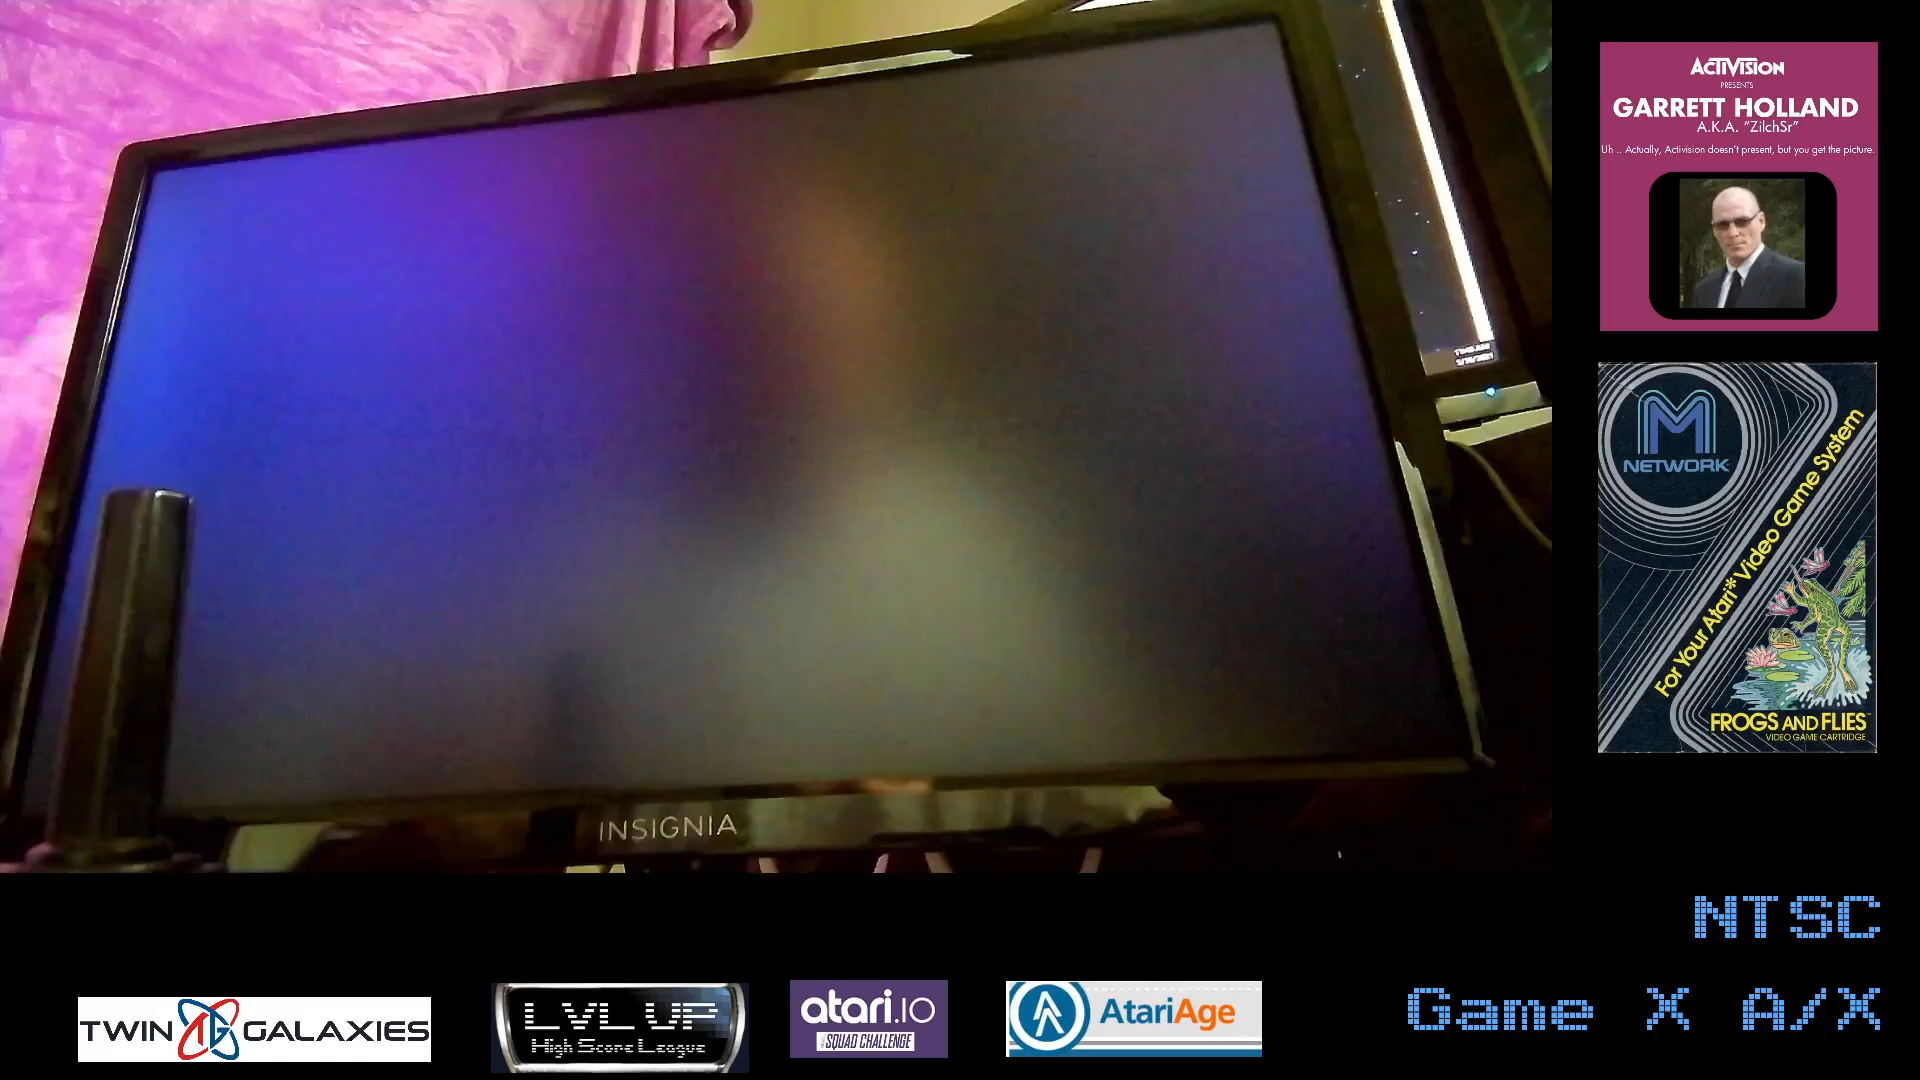 ACTIVISION
PRESENTS
GARRETT HOLLAND
A.K.A. "ZilchSr"
Uh .. Actually, Activision doesn't present, but you get the picture.
M
NETWORK
For Your Atari* Video Game System
FROGS AND FLIES™
VIDEO GAME CARTRIDGE
INSIGNIA
NTSC
Game X A/X
TWIN GALAXIES
LVL UP
High Score League
atari.io
SQUAD CHALLENGE
AtariAge